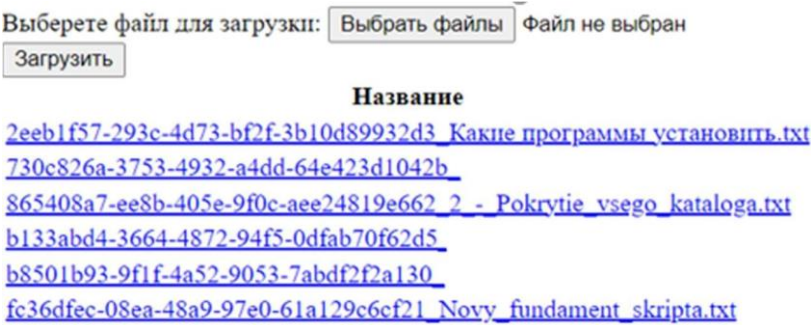 Выберете файл для загрузки: Выбрать файлы Файл не выбран
Загрузить
Название
2eeb1f57-293c-4d73-bf2f-3b10d89932d3_Какие программы установить.txt
730c826a-3753-4932-a4dd-64e423d1042b_
865408a7-ee8b-405e-9f0c-aee24819e662_2_-_Pokrytie_vsego_kataloga.txt
b133abd4-3664-4872-94f5-0dfab70f62d5_
b8501b93-9f1f-4a52-9053-7abdf2f2a130_
fc36dfec-08ea-48a9-97e0-61a129c6cf21_Novy_fundament_skripta.txt